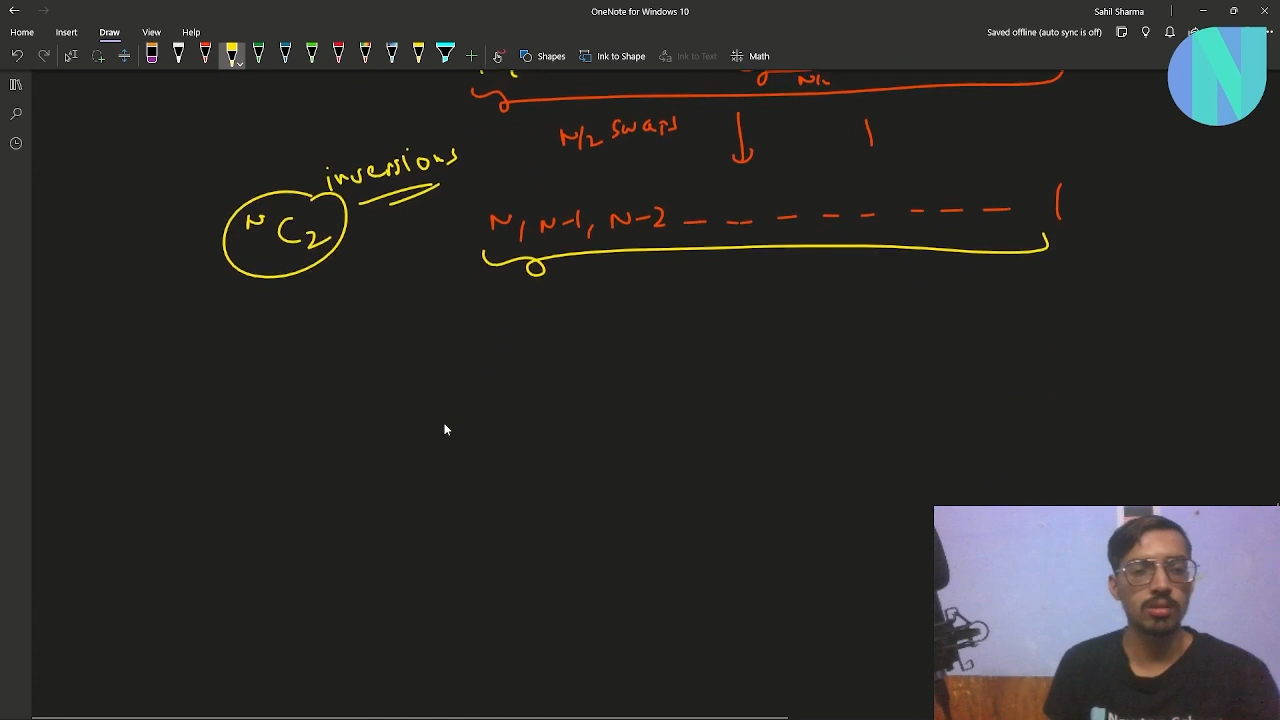 OneNote for Windows 10
Sahil Sharma
Home Insert Draw View Help
Saved offline (auto sync is off)
Shapes Ink to Shape Ink to Text Math
N/2 swaps
inversions
N, N-1, N-2 – – – – – – – – 1
ᴺC₂